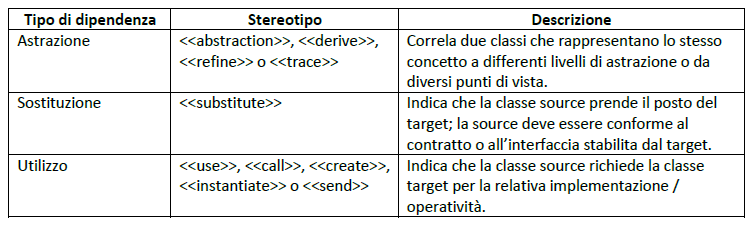 Tipo di dipendenza Stereotipo Descrizione
Astrazione <<abstraction>>, <<derive>>, Correla due classi che rappresentano lo stesso
<<refine>> o <<trace>> concetto a differenti livelli di astrazione o da
diversi punti di vista.
Sostituzione <<substitute>> Indica che la classe source prende il posto del
target; la source deve essere conforme al
contratto o all’interfaccia stabilita dal target.
Utilizzo <<use>>, <<call>>, <<create>>, Indica che la classe source richiede la classe
<<instantiate>> o <<send>> target per la relativa implementazione /
operatività.